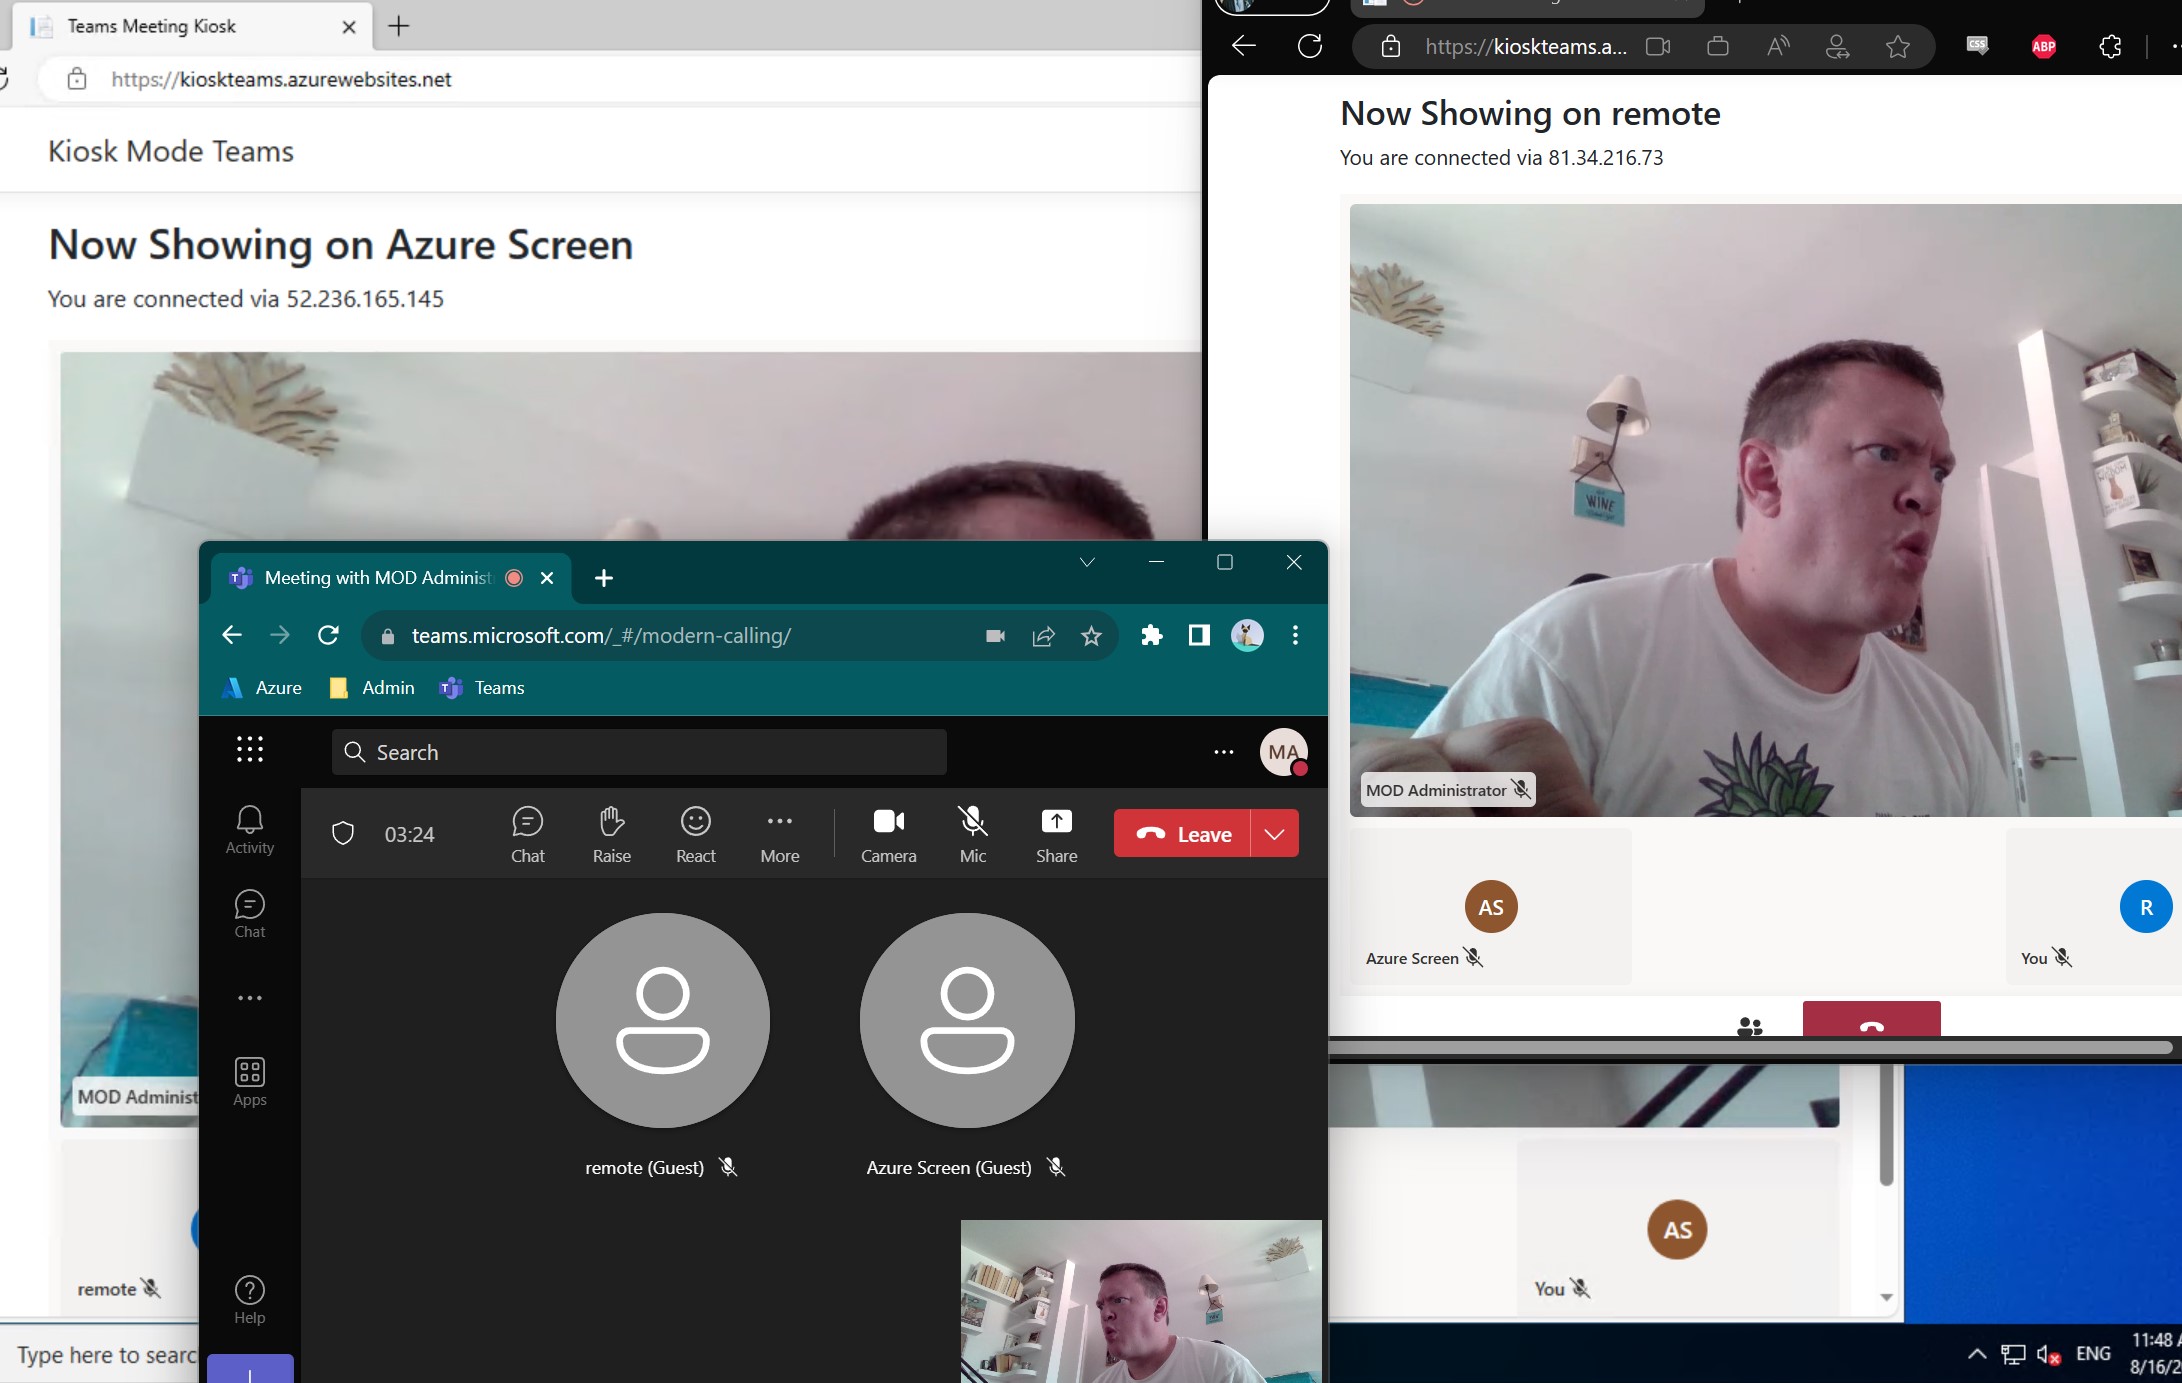 Teams Meeting Kiosk
https://kioskteams.azurewebsites.net
Kiosk Mode Teams
Now Showing on Azure Screen
You are connected via 52.236.165.145
MOD Administ
remote
Type here to searc
https://kioskteams.a...
CSS
ABP
Now Showing on remote
You are connected via 81.34.216.73
WINE
MOD Administrator
AS
Azure Screen
R
You
Meeting with MOD Administ
teams.microsoft.com/_#/modern-calling/
Azure
Admin
Teams
Search
MA
Activity
Chat
Apps
Help
03:24
Chat
Raise
React
More
Camera
Mic
Share
Leave
remote (Guest)
Azure Screen (Guest)
AS
You
ENG
11:48
8/16/2